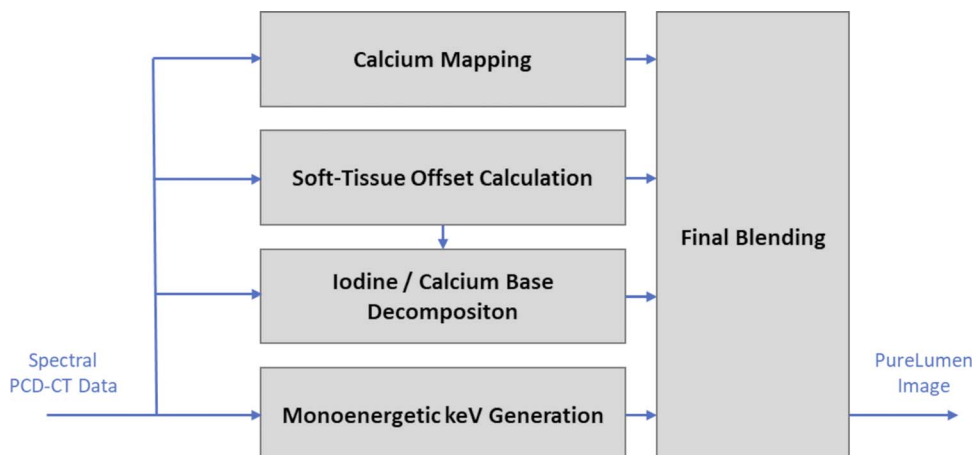 Calcium Mapping
Soft-Tissue Offset Calculation
Iodine / Calcium Base
Decompositon
Monoenergetic keV Generation
Final Blending
Spectral
PCD-CT Data
PureLumen
Image